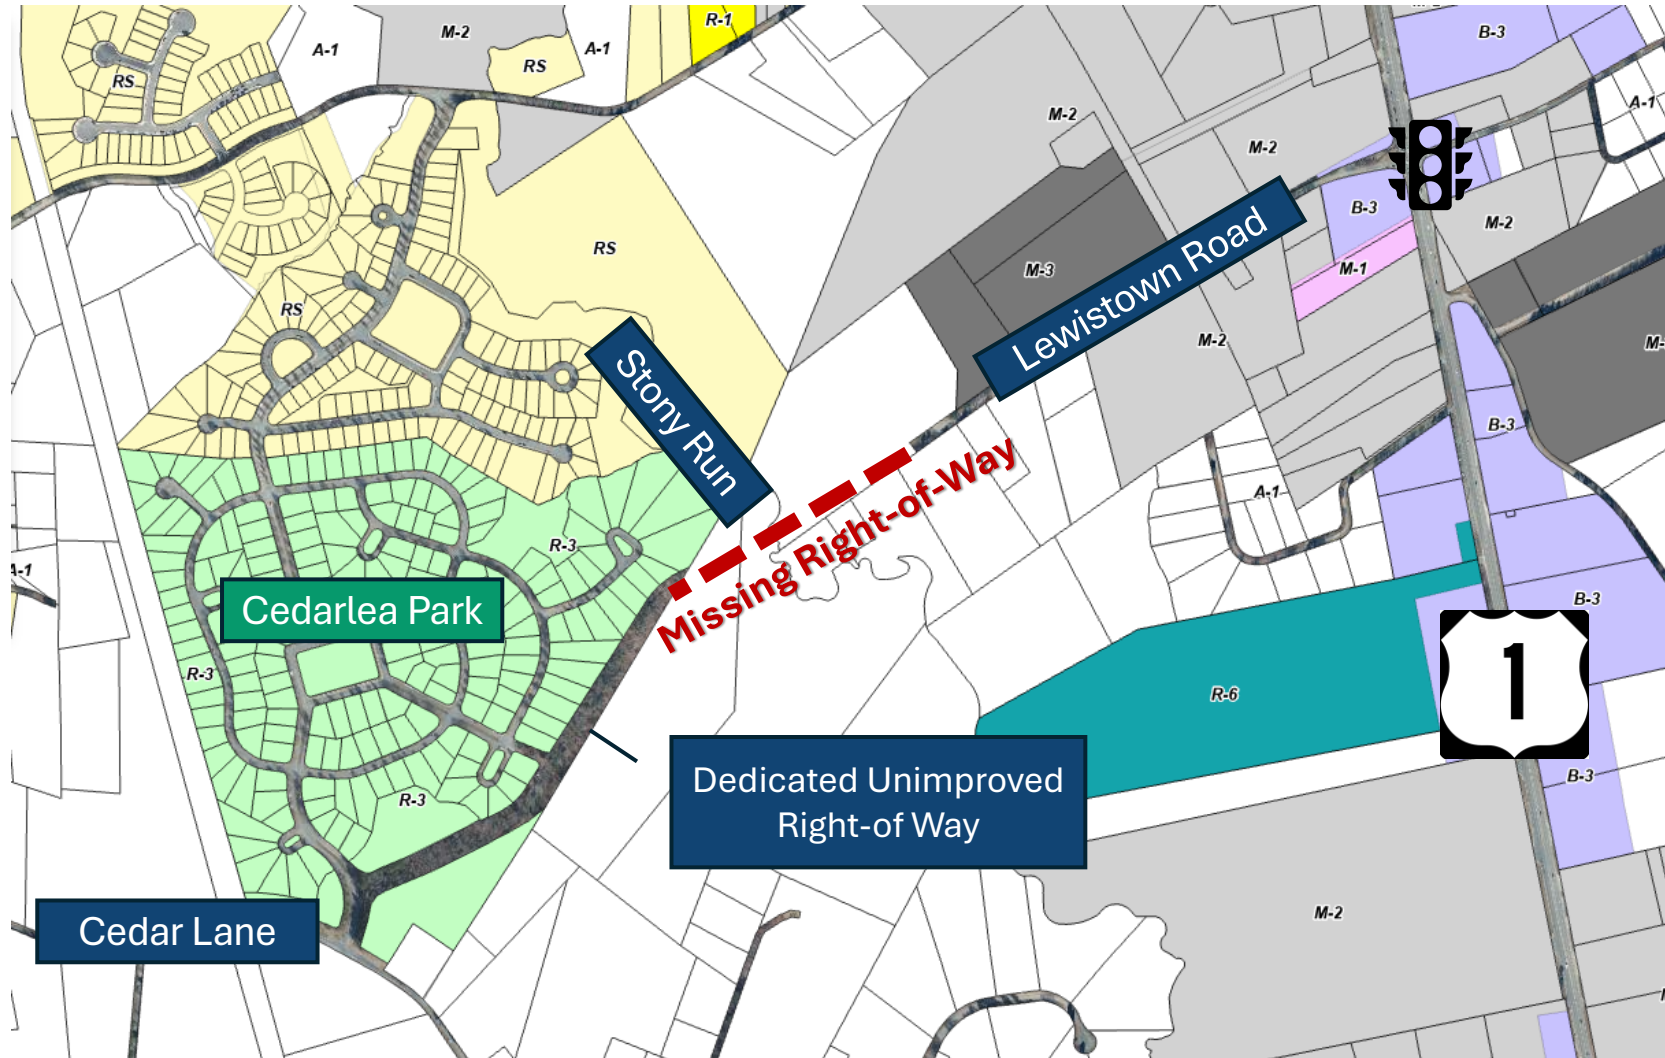 M-2
R-1
M-2
B-3
A-1
A-1
RS
RS
A-1
M-2
M-2
B-3
M-2
RS
Lewistown Road
M-1
M-3
RS
M-2
M-
Stony Run
B-3
A-1
Missing Right-of-Way
R-3
A-1
Cedarlea Park
B-3
R-3
R-6
1
Dedicated Unimproved
Right-of Way
B-3
R-3
M-2
Cedar Lane